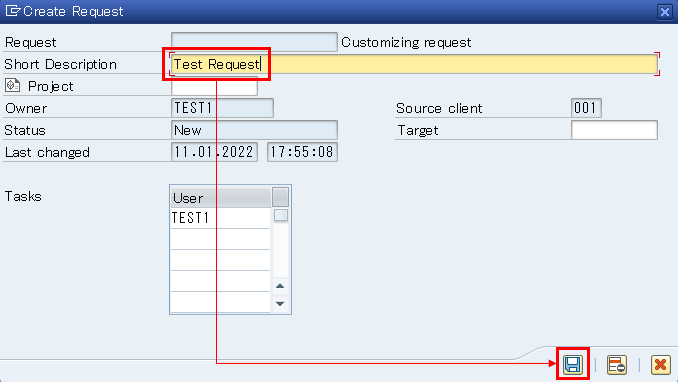 Create Request
Request Customizing request
Short Description Test Request
Project
Owner TEST1 Source client 001
Status New Target
Last changed 11.01.2022 17:55:08
Tasks User
TEST1